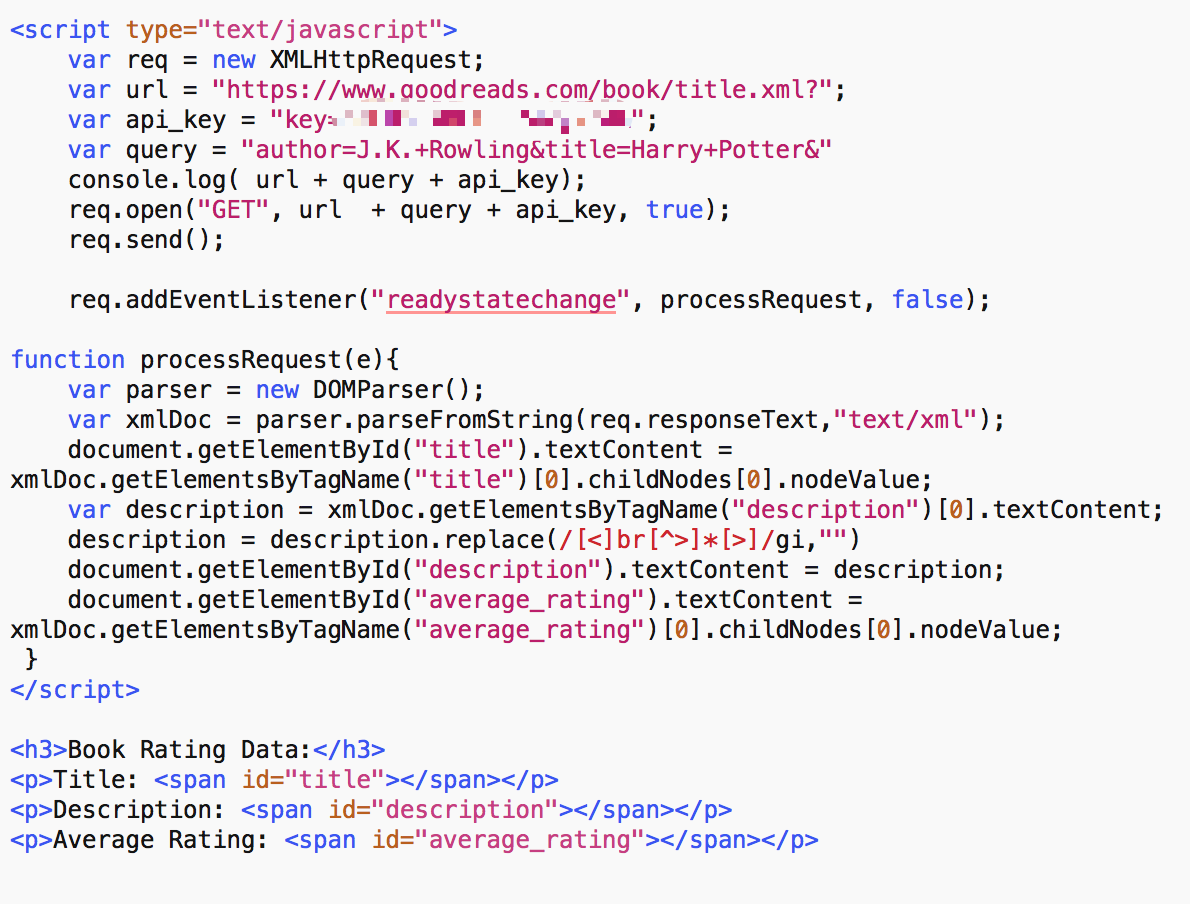 <script type="text/javascript">
    var req = new XMLHttpRequest;
    var url = "https://www.goodreads.com/book/title.xml?";
    var api_key = "key=";
    var query = "author=J.K.+Rowling&title=Harry+Potter&"
    console.log( url + query + api_key);
    req.open("GET", url  + query + api_key, true);
    req.send();

    req.addEventListener("readystatechange", processRequest, false);

function processRequest(e){
    var parser = new DOMParser();
    var xmlDoc = parser.parseFromString(req.responseText,"text/xml");
    document.getElementById("title").textContent =
xmlDoc.getElementsByTagName("title")[0].childNodes[0].nodeValue;
    var description = xmlDoc.getElementsByTagName("description")[0].textContent;
    description = description.replace(/[<]br[^>]*[>]/gi,"")
    document.getElementById("description").textContent = description;
    document.getElementById("average_rating").textContent =
xmlDoc.getElementsByTagName("average_rating")[0].childNodes[0].nodeValue;
 }
</script>

<h3>Book Rating Data:</h3>
<p>Title: <span id="title"></span></p>
<p>Description: <span id="description"></span></p>
<p>Average Rating: <span id="average_rating"></span></p>